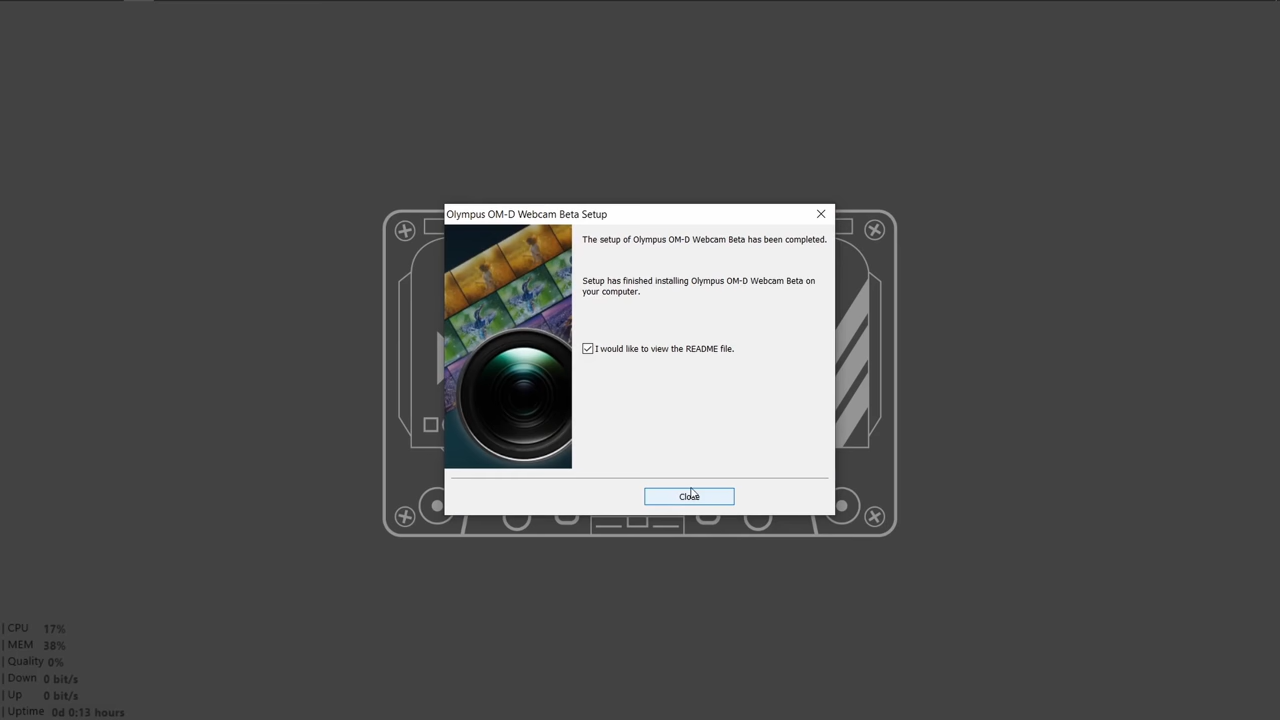 Olympus OM-D Webcam Beta Setup
The setup of Olympus OM-D Webcam Beta has been completed.
Setup has finished installing Olympus OM-D Webcam Beta on
your computer.
I would like to view the README file.
Close
| CPU 17%
| MEM 38%
| Quality 0%
| Down 0 bit/s
| Up 0 bit/s
| Uptime 0d 0:13 hours